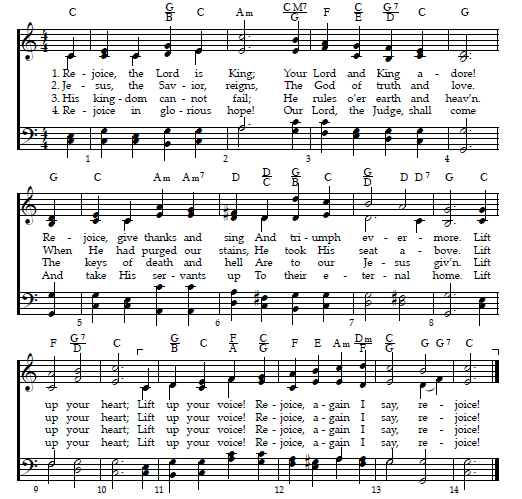 C G/B C Am CM7/G F C/E G7/D C G
1. Re - joice, the Lord is King; Your Lord and King a - dore!
2. Je - sus, the Sav - ior, reigns, The God of truth and love.
3. His king - dom can - not fail; He rules o'er earth and heav'n.
4. Re - joice in glo - rious hope! Our Lord, the Judge, shall come
1 2 3 4
G C Am Am7 D D/C G/B C G/D D D7 G C
Re - joice, give thanks and sing And tri - umph ev - er - more. Lift
When He had purged our stains, He took His seat a - bove. Lift
The keys of death and hell Are to our Je - sus giv'n. Lift
And take His ser - vants up To their e - ter - nal home. Lift
5 6 7 8
F G7/D C G/B C F/A C/G F E Am Dm/F C/G G G7 C
up your heart; Lift up your voice! Re - joice, a - gain I say, re - joice!
up your heart; Lift up your voice! Re - joice, a - gain I say, re - joice!
up your heart; Lift up your voice! Re - joice, a - gain I say, re - joice!
up your heart; Lift up your voice! Re - joice, a - gain I say, re - joice!
9 10 11 12 13 14